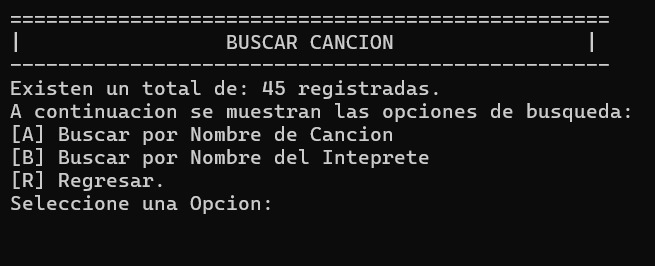 ==================================================
|                 BUSCAR CANCION                |
--------------------------------------------------
Existen un total de: 45 registradas.
A continuacion se muestran las opciones de busqueda:
[A] Buscar por Nombre de Cancion
[B] Buscar por Nombre del Inteprete
[R] Regresar.
Seleccione una Opcion: